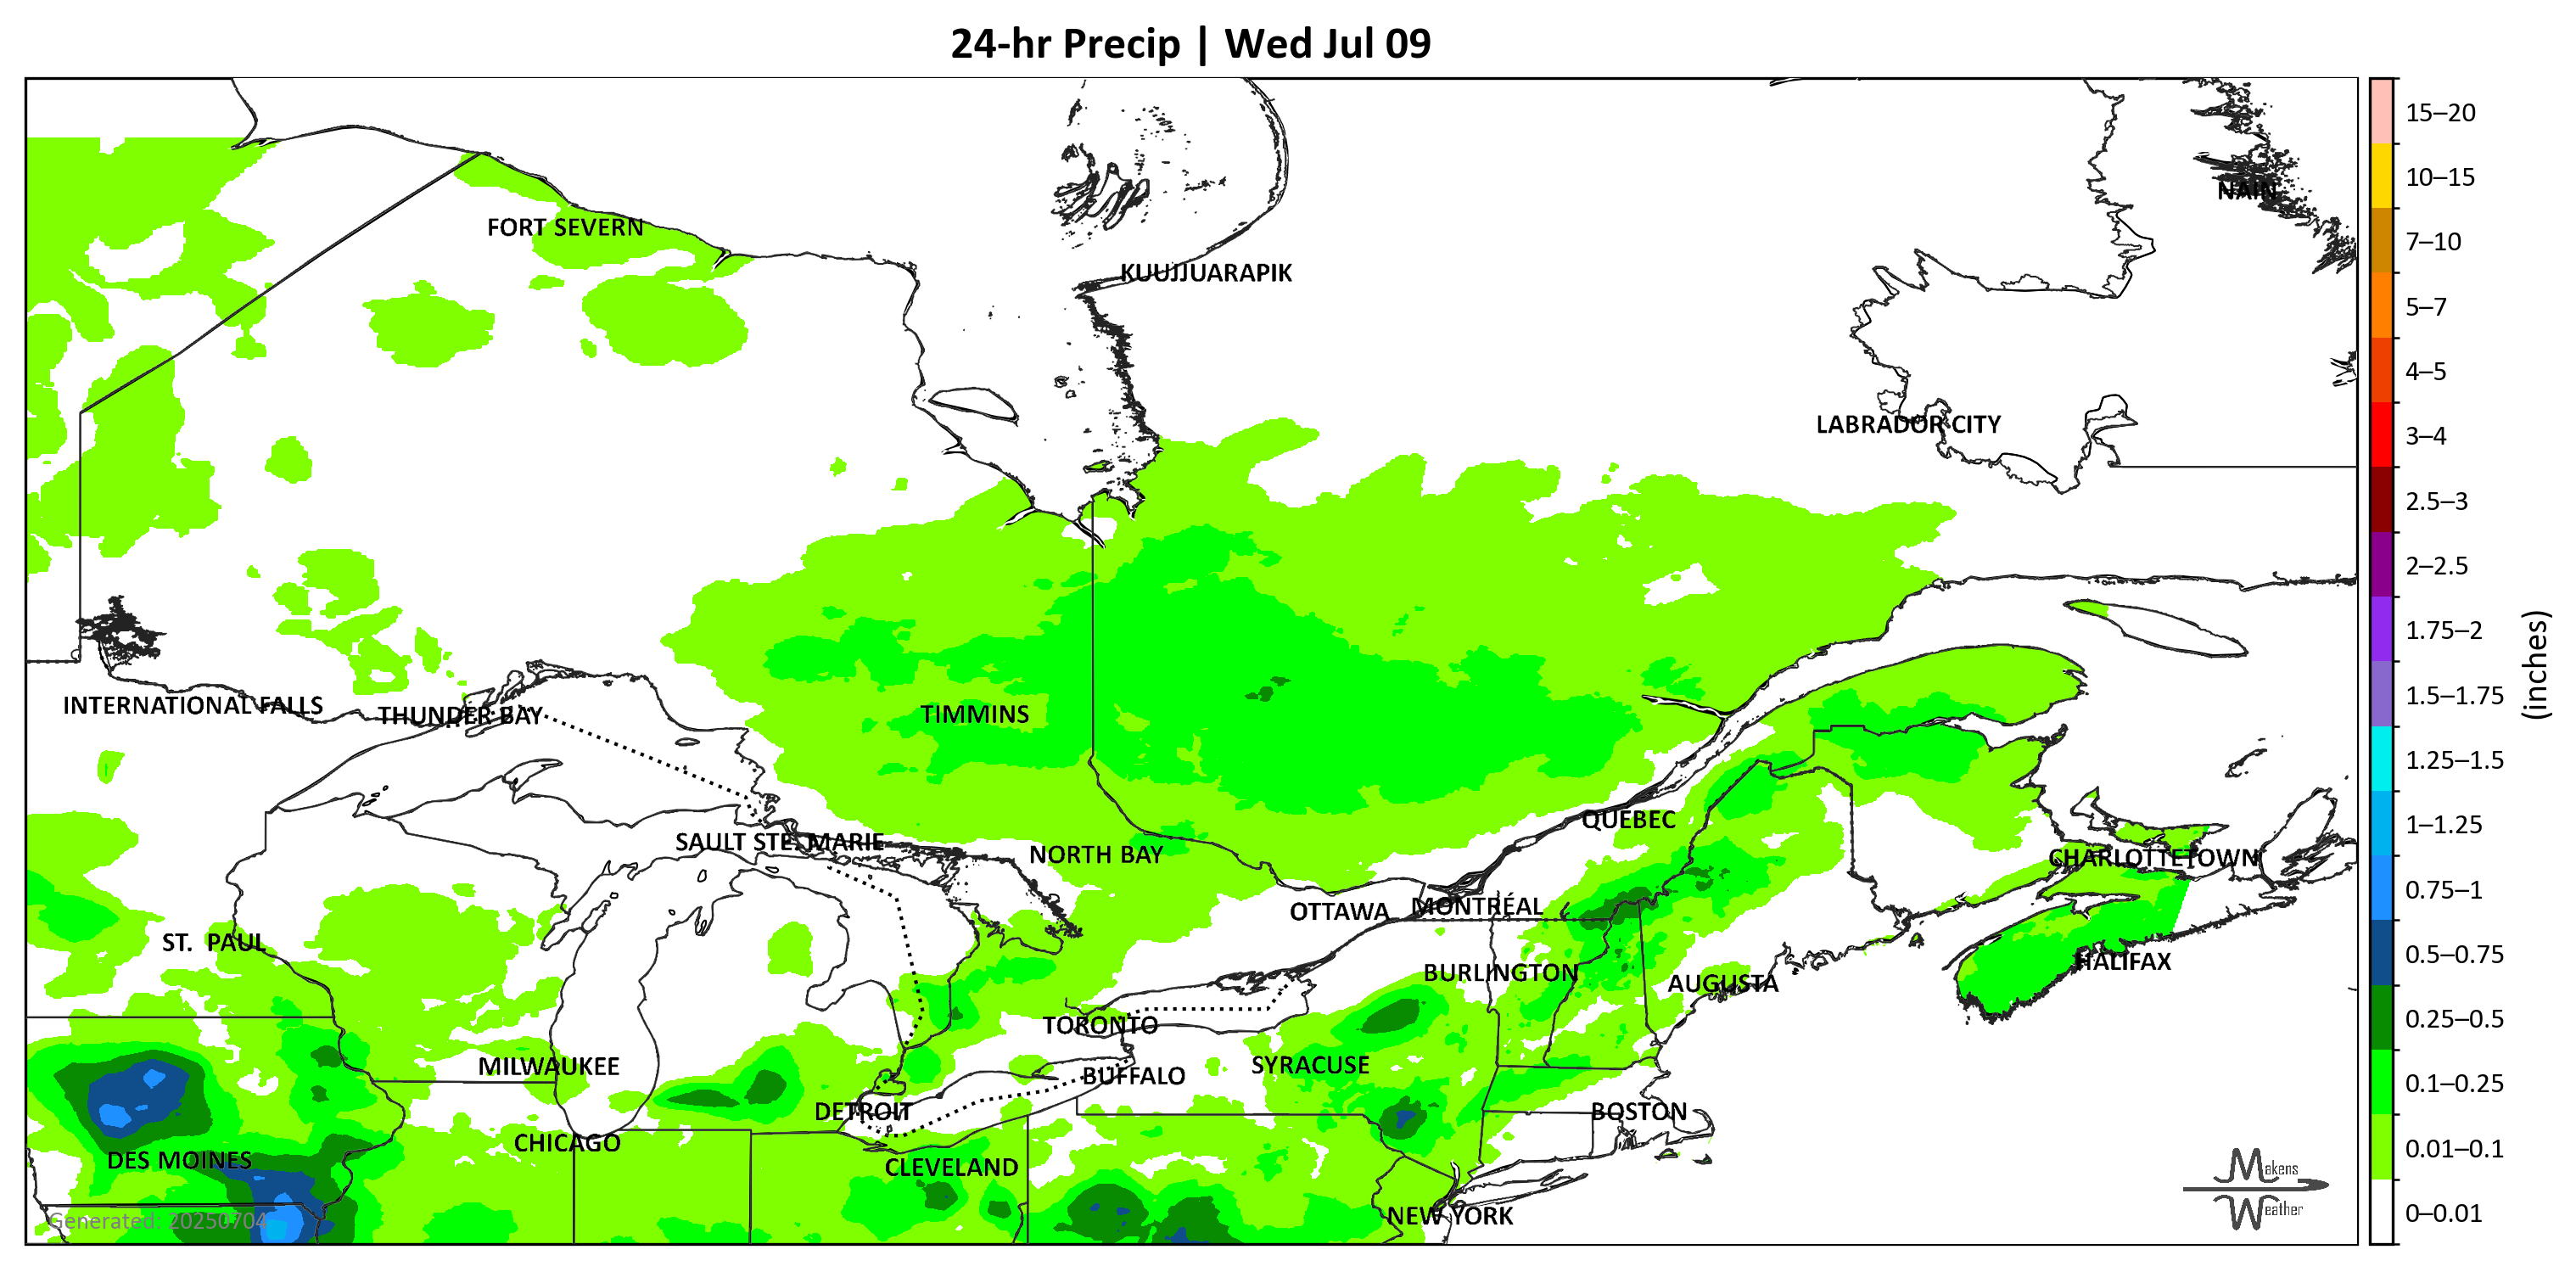 24-hr Precip | Wed Jul 09
NAIN
FORT SEVERN
KUUJJUARAPIK
LABRADOR CITY
INTERNATIONAL FALLS
THUNDER BAY
TIMMINS
QUEBEC
SAULT STE. MARIE
NORTH BAY
CHARLOTTETOWN
OTTAWA
MONTRÉAL
ST. PAUL
HALIFAX
BURLINGTON
AUGUSTA
TORONTO
MILWAUKEE
SYRACUSE
BUFFALO
DETROIT
BOSTON
CHICAGO
DES MOINES
CLEVELAND
NEW YORK
Generated: 20250704
Makens
Weather
15–20
10–15
7–10
5–7
4–5
3–4
2.5–3
2–2.5
1.75–2
1.5–1.75
1.25–1.5
1–1.25
0.75–1
0.5–0.75
0.25–0.5
0.1–0.25
0.01–0.1
0–0.01
(inches)